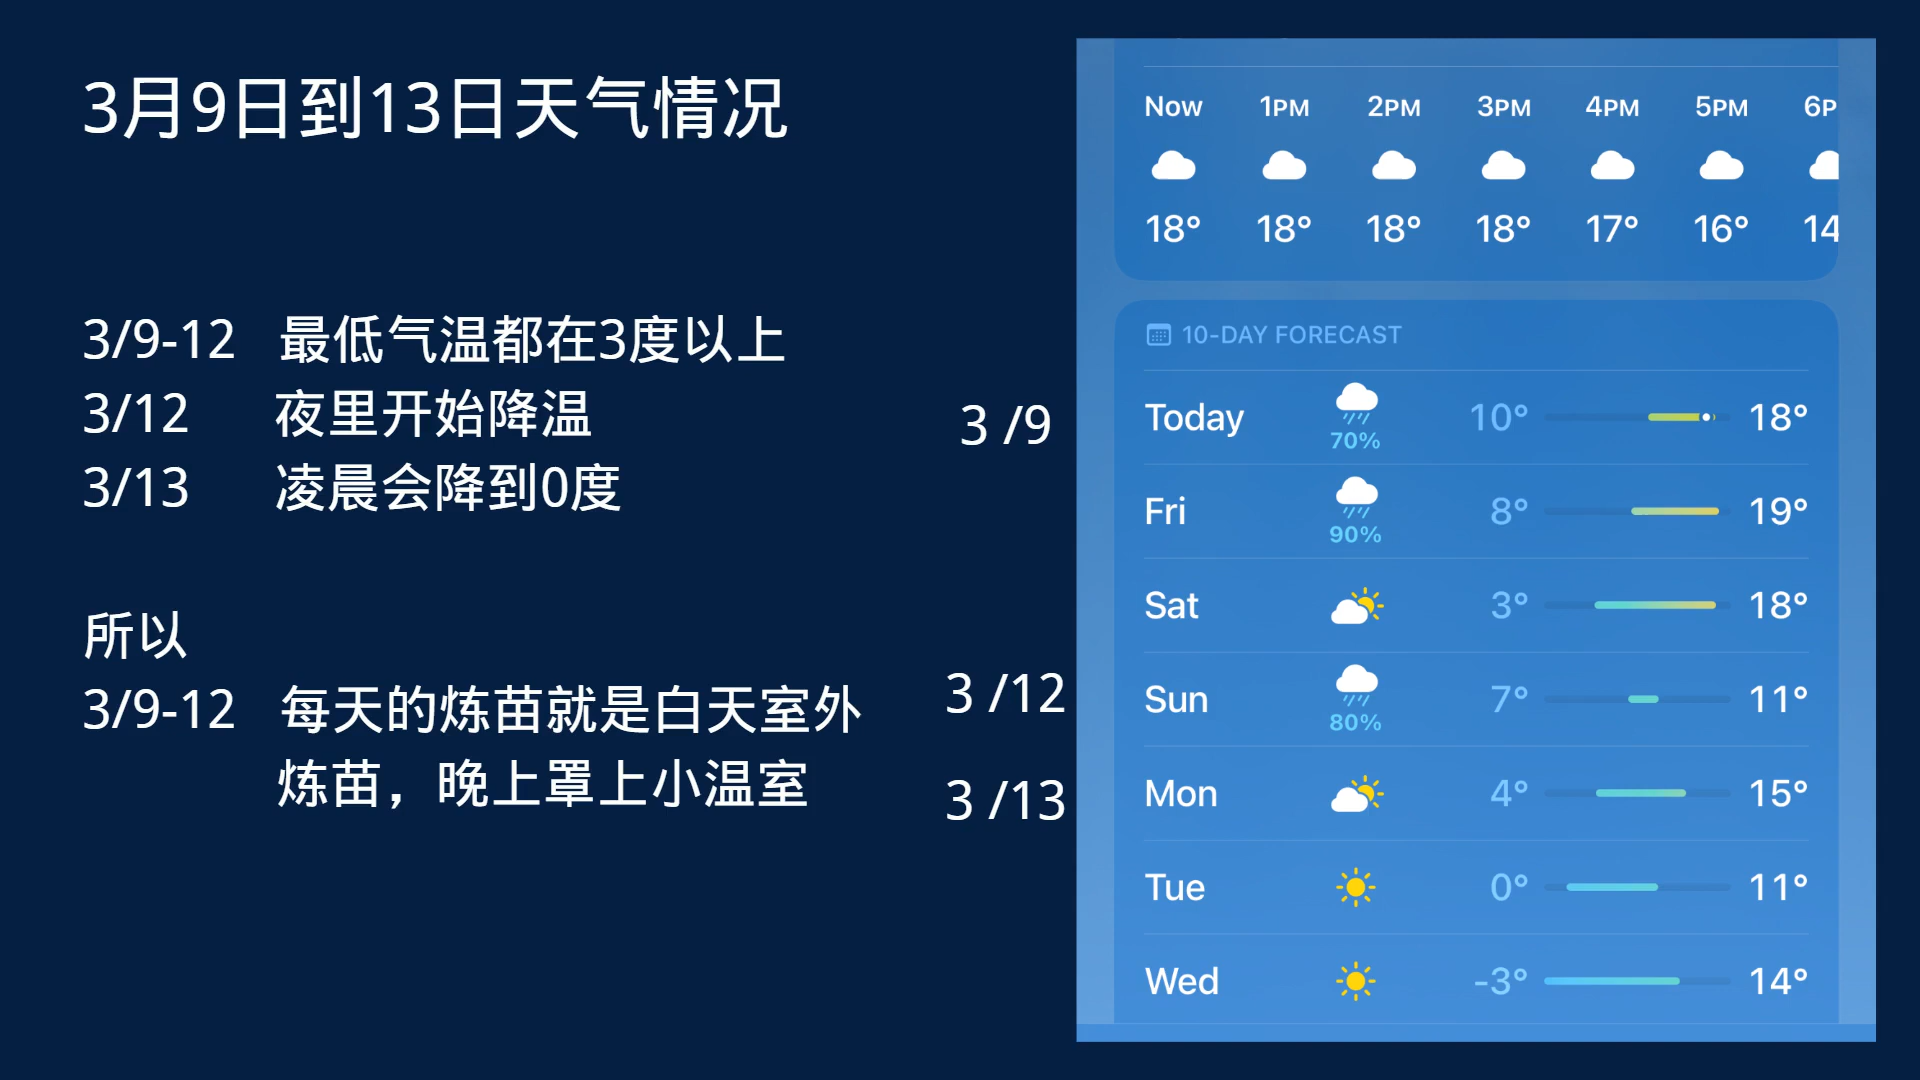 3月9日到13日天气情况
3/9-12 最低气温都在3度以上
3/12 夜里开始降温
3/13 凌晨会降到0度
所以
3/9-12 每天的炼苗就是白天室外
炼苗，晚上罩上小温室
3 /9
3 /12
3 /13
Now 1PM 2PM 3PM 4PM 5PM 6P
18° 18° 18° 18° 17° 16° 14
10-DAY FORECAST
Today 70% 10° 18°
Fri 90% 8° 19°
Sat 3° 18°
Sun 80% 7° 11°
Mon 4° 15°
Tue 0° 11°
Wed -3° 14°